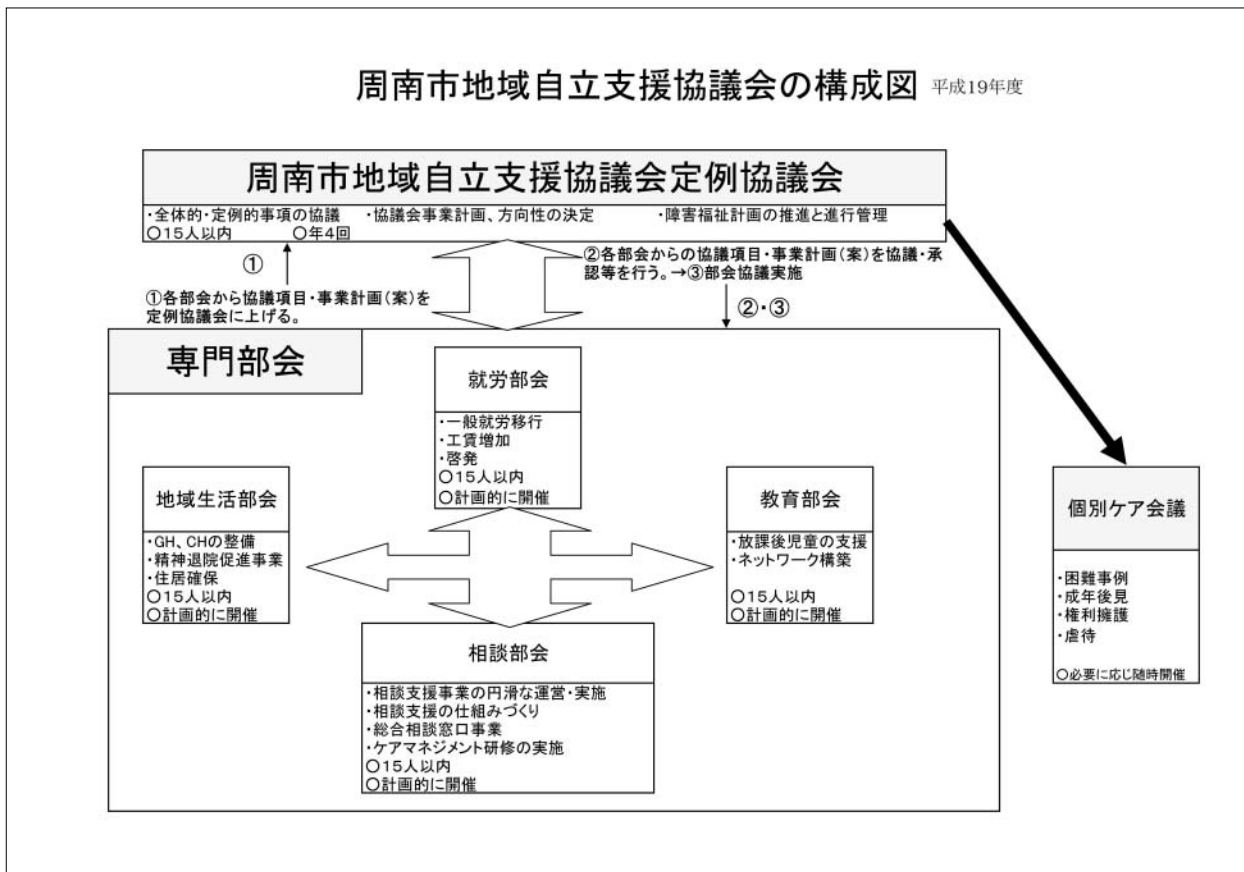 周南市地域自立支援協議会の構成図 平成19年度
周南市地域自立支援協議会定例協議会
・全体的・定例的事項の協議 ・協議会事業計画、方向性の決定 ・障害福祉計画の推進と進行管理
○15人以内 ○年4回
①
①各部会から協議項目・事業計画(案)を
定例協議会に上げる。
②各部会からの協議項目・事業計画(案)を協議・承
認等を行う。→③部会協議実施
②・③
専門部会
就労部会
・一般就労移行
・工賃増加
・啓発
○15人以内
○計画的に開催
地域生活部会
・GH、CHの整備
・精神退院促進事業
・住居確保
○15人以内
○計画的に開催
教育部会
・放課後児童の支援
・ネットワーク構築
○15人以内
○計画的に開催
相談部会
・相談支援事業の円滑な運営・実施
・相談支援の仕組みづくり
・総合相談窓口事業
・ケアマネジメント研修の実施
○15人以内
○計画的に開催
個別ケア会議
・困難事例
・成年後見
・権利擁護
・虐待
○必要に応じ随時開催